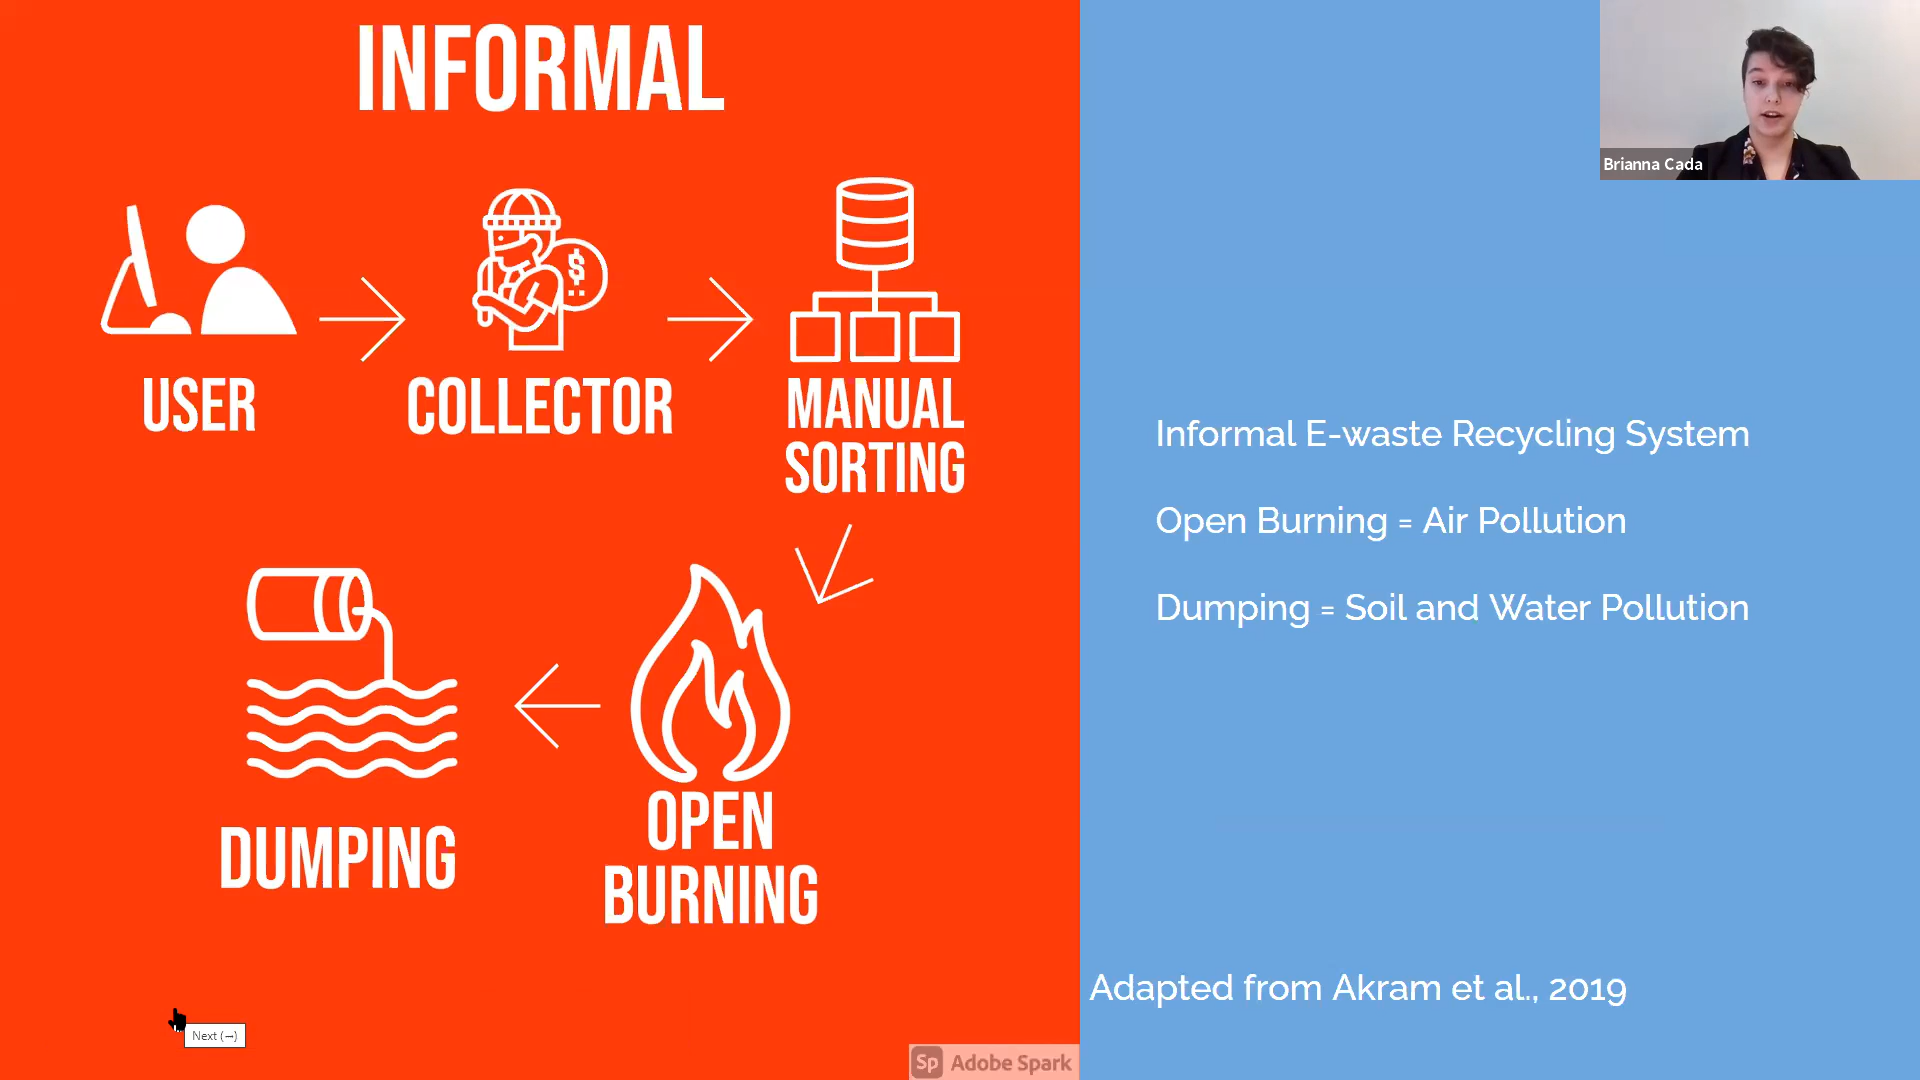 INFORMAL
USER
COLLECTOR
MANUAL
SORTING
DUMPING
OPEN
BURNING
Next (→)
Sp Adobe Spark
Brianna Cada
Informal E-waste Recycling System
Open Burning = Air Pollution
Dumping = Soil and Water Pollution
Adapted from Akram et al., 2019